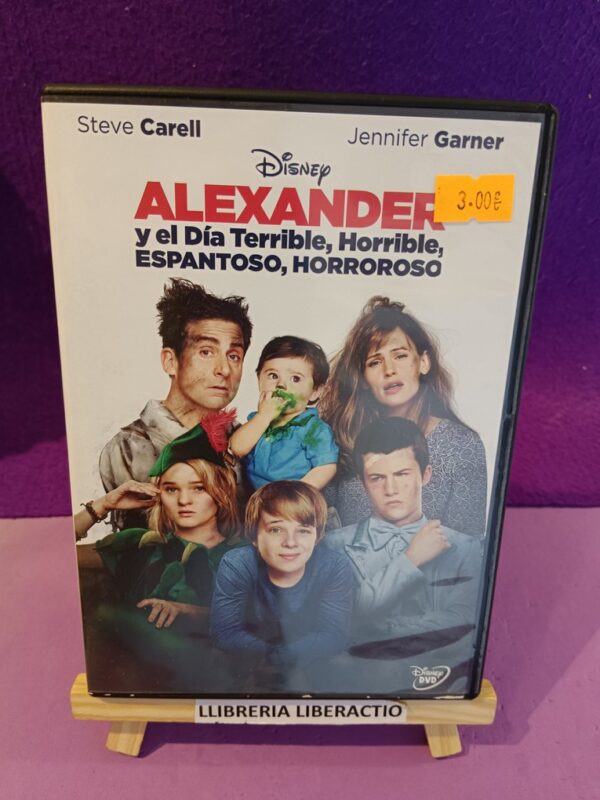 Steve Carell
Jennifer Garner
Disney
ALEXANDER
3.00€
y el Día Terrible, Horrible,
ESPANTOSO, HORROROSO
Disney
DVD
LLIBRERIA LIBERACTIO